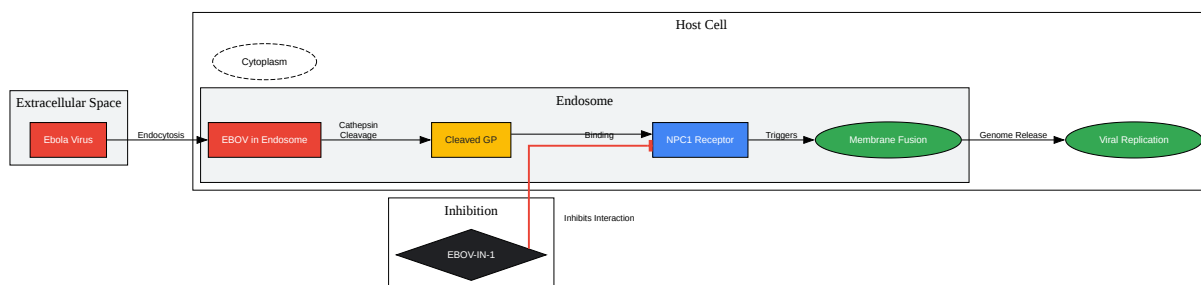 Host Cell
Cytoplasm
Extracellular Space
Endosome
Ebola Virus
Endocytosis
EBOV in Endosome
Cathepsin
Cleavage
Cleaved GP
Binding
NPC1 Receptor
Triggers
Membrane Fusion
Genome Release
Viral Replication
Inhibition
Inhibits Interaction
EBOV-IN-1